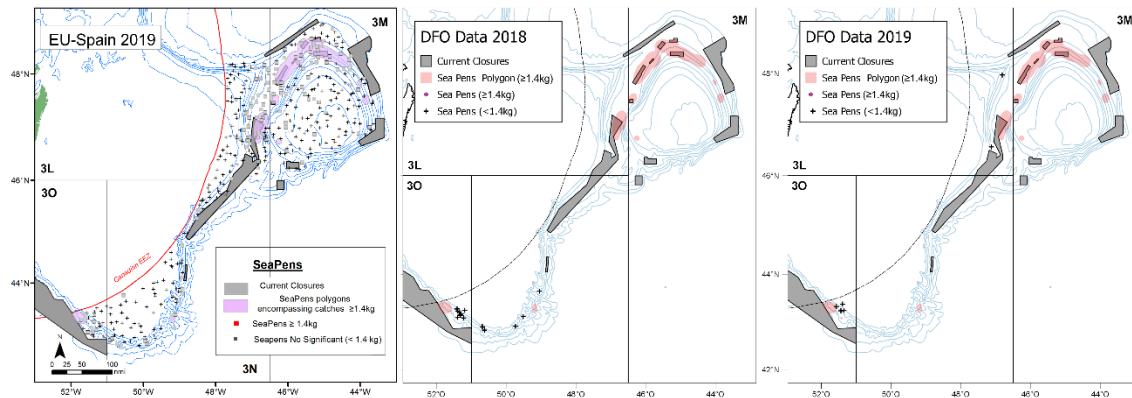 EU-Spain 2019
3M
3L
3O
3N
Canadian EEZ
SeaPens
Current Closures
SeaPens polygons
encompassing catches ≥1.4kg
SeaPens ≥ 1.4kg
Seapens No Significant (< 1.4 kg)
N
0 25 50 100
nmi
48°N
46°N
44°N
52°W 50°W 48°W 46°W 44°W
DFO Data 2018
Current Closures
Sea Pens Polygon (≥1.4kg)
Sea Pens (≥1.4kg)
Sea Pens (<1.4kg)
3M
3L
3O
52°W 50°W 48°W 46°W 44°W
DFO Data 2019
Current Closures
Sea Pens Polygon (≥1.4kg)
Sea Pens (≥1.4kg)
Sea Pens (<1.4kg)
3M
3L
3O
48°N
46°N
44°N
42°N
52°W 50°W 48°W 46°W 44°W